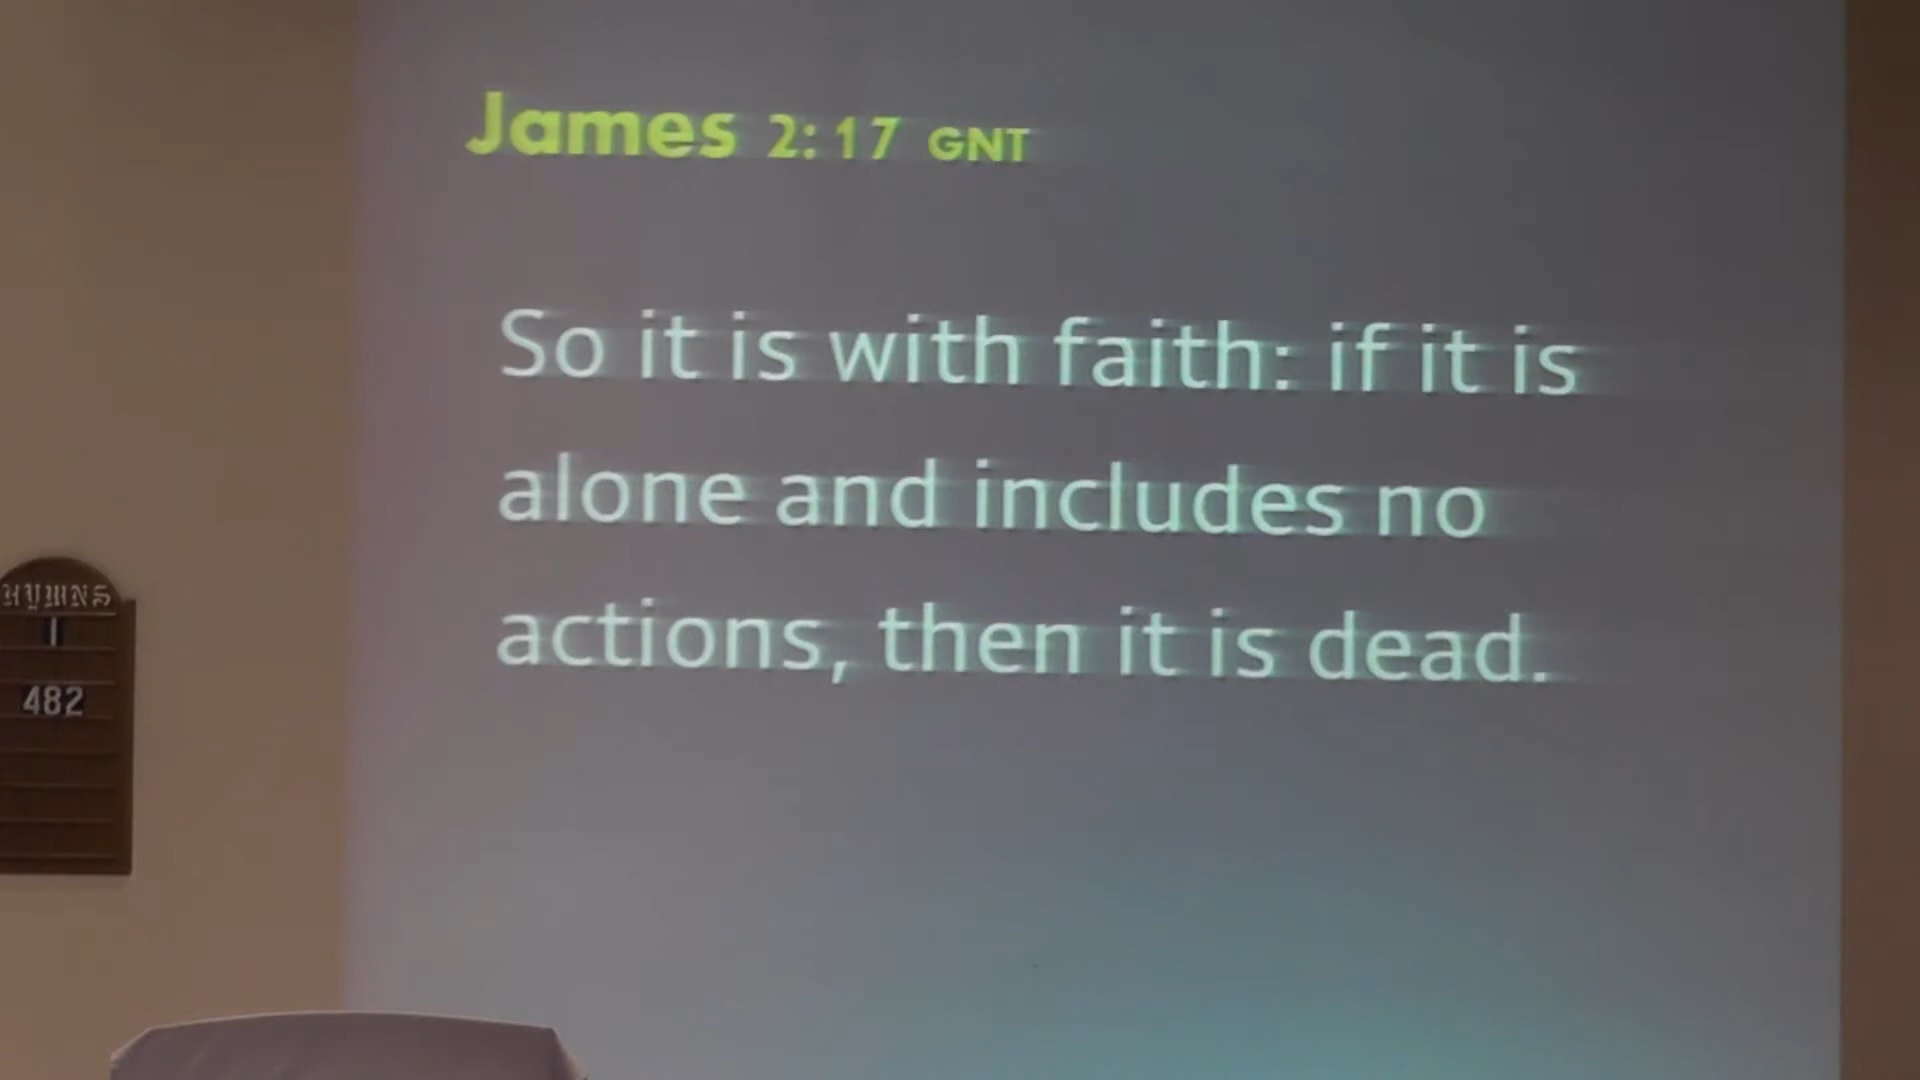 James 2:17 GNT
So it is with faith: if it is
alone and includes no
actions, then it is dead.
HYMNS
1
482